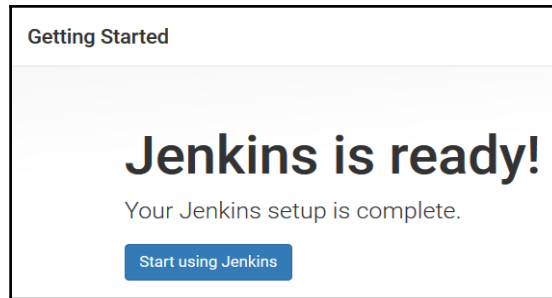 Getting Started
Jenkins is ready!
Your Jenkins setup is complete.
Start using Jenkins